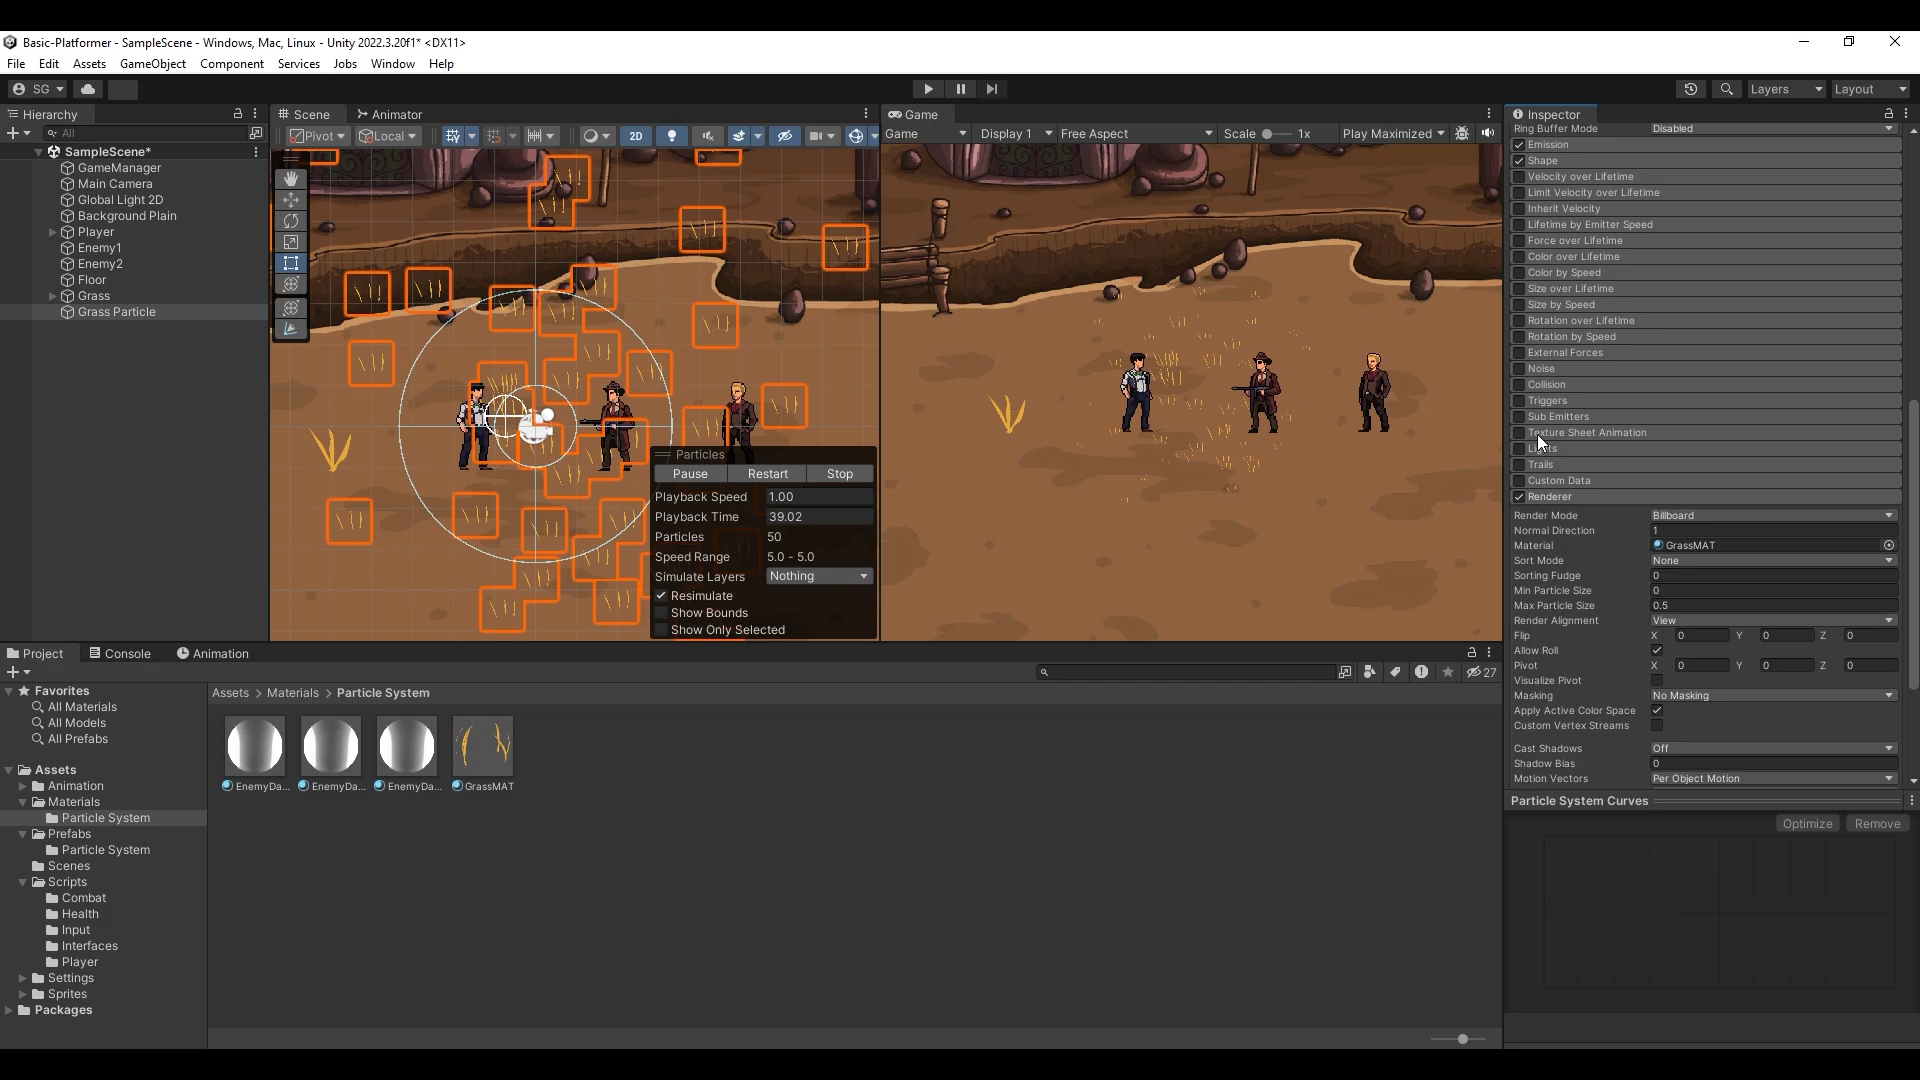 Basic-Platformer - SampleScene - Windows, Mac, Linux - Unity 2022.3.20f1* <DX11>
File Edit Assets GameObject Component Services Jobs Window Help
SG
Layers Layout
Hierarchy
All
SampleScene*
GameManager
Main Camera
Global Light 2D
Background Plain
Player
Enemy1
Enemy2
Floor
Grass
Grass Particle
Scene Animator
Pivot Local 2D
Particles
Pause Restart Stop
Playback Speed 1.00
Playback Time 39.02
Particles 50
Speed Range 5.0 - 5.0
Simulate Layers Nothing
Resimulate
Show Bounds
Show Only Selected
Game
Game Display 1 Free Aspect Scale 1x Play Maximized
Inspector
Ring Buffer Mode Disabled
Emission
Shape
Velocity over Lifetime
Limit Velocity over Lifetime
Inherit Velocity
Lifetime by Emitter Speed
Force over Lifetime
Color over Lifetime
Color by Speed
Size over Lifetime
Size by Speed
Rotation over Lifetime
Rotation by Speed
External Forces
Noise
Collision
Triggers
Sub Emitters
Texture Sheet Animation
Trails
Custom Data
Renderer
Render Mode Billboard
Normal Direction 1
Material GrassMAT
Sort Mode None
Sorting Fudge 0
Min Particle Size 0
Max Particle Size 0.5
Render Alignment View
Flip X 0 Y 0 Z 0
Allow Roll
Pivot X 0 Y 0 Z 0
Visualize Pivot
Masking No Masking
Apply Active Color Space
Custom Vertex Streams
Cast Shadows Off
Shadow Bias 0
Motion Vectors Per Object Motion
Particle System Curves
Optimize Remove
Project Console Animation
27
Favorites
All Materials
All Models
All Prefabs
Assets
Animation
Materials
Particle System
Prefabs
Particle System
Scenes
Scripts
Combat
Health
Input
Interfaces
Player
Settings
Sprites
Packages
Assets > Materials > Particle System
EnemyDa... EnemyDa... EnemyDa... GrassMAT